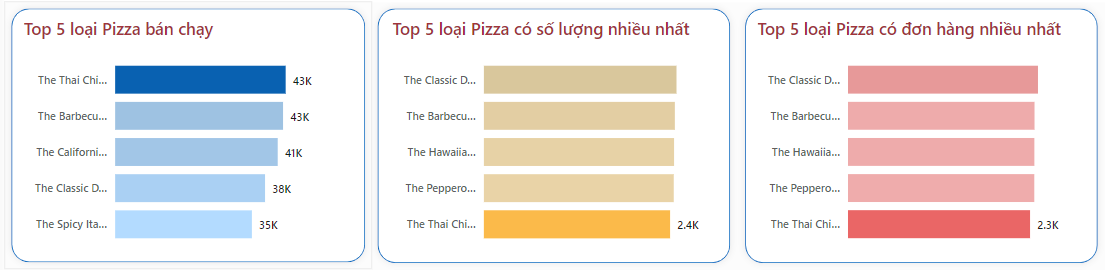 Top 5 loại Pizza bán chạy
The Thai Chi...
43K
The Barbecu...
43K
The Californi...
41K
The Classic D...
38K
The Spicy Ita...
35K
Top 5 loại Pizza có số lượng nhiều nhất
The Classic D...
The Barbecu...
The Hawaiia...
The Peppero...
The Thai Chi...
2.4K
Top 5 loại Pizza có đơn hàng nhiều nhất
The Classic D...
The Barbecu...
The Hawaiia...
The Peppero...
The Thai Chi...
2.3K